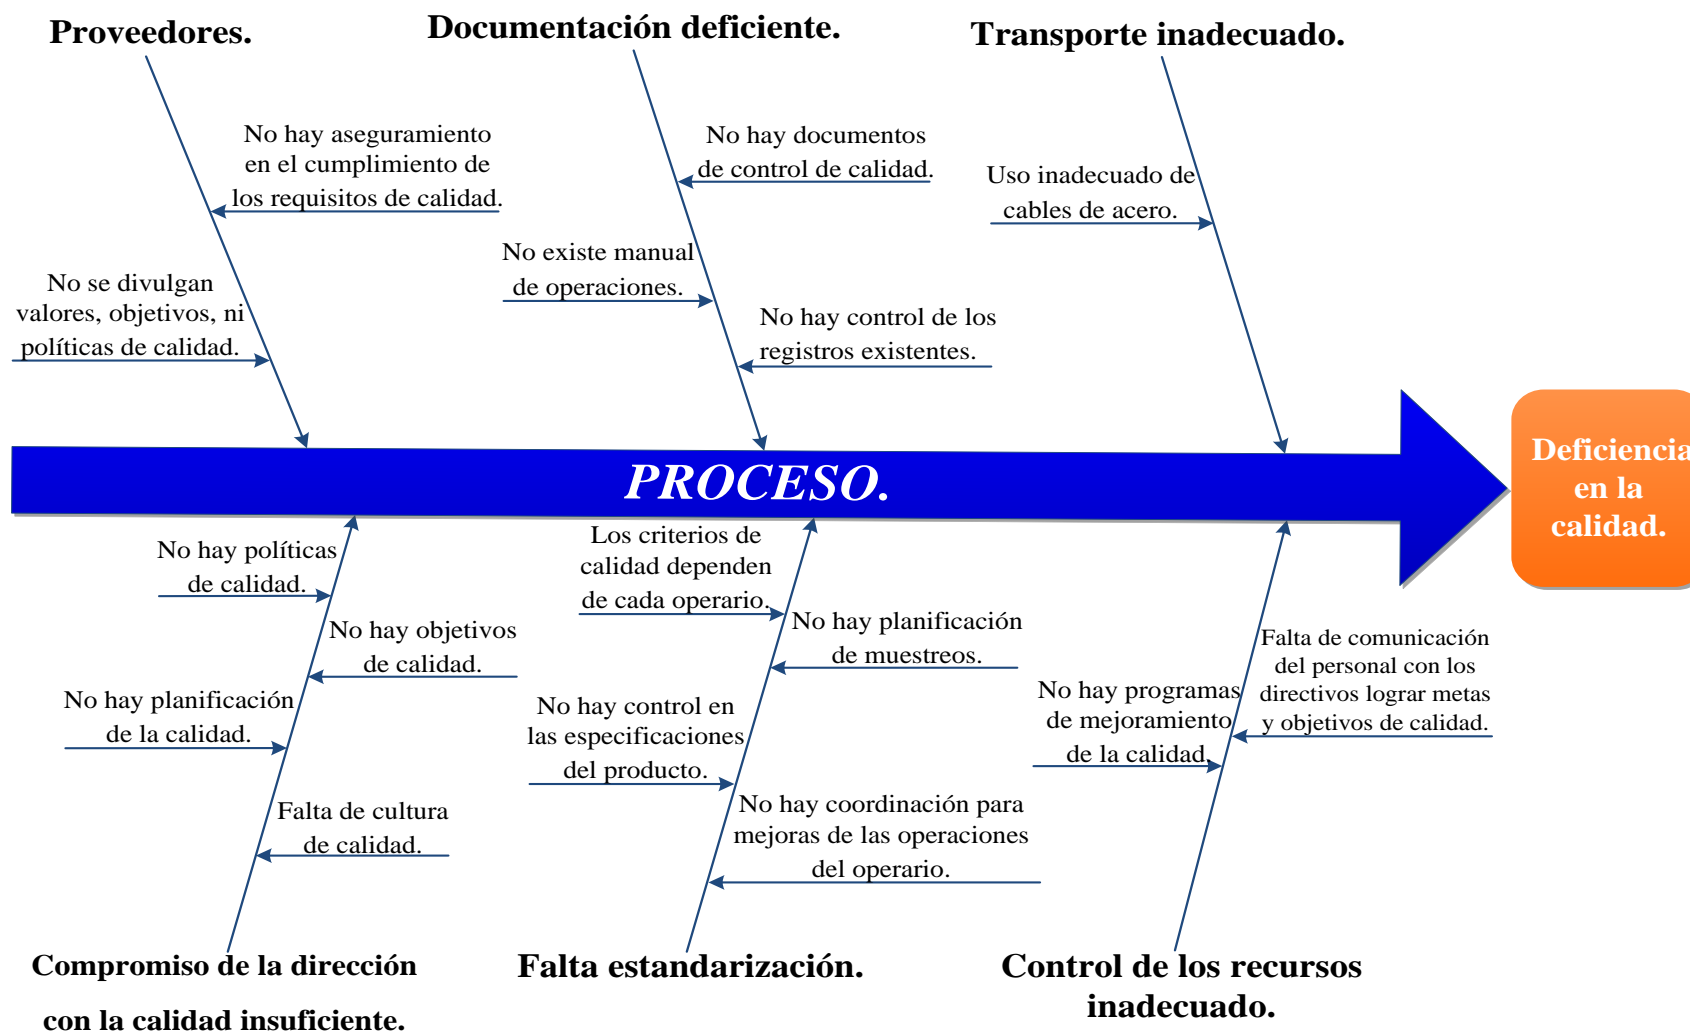 Proveedores.
Documentación deficiente.
Transporte inadecuado.
No hay aseguramiento
en el cumplimiento de
los requisitos de calidad.
No se divulgan
valores, objetivos, ni
políticas de calidad.
No hay documentos
de control de calidad.
No existe manual
de operaciones.
No hay control de los
registros existentes.
Uso inadecuado de
cables de acero.
PROCESO.
Deficiencia
en la
calidad.
No hay políticas
de calidad.
No hay objetivos
de calidad.
No hay planificación
de la calidad.
Falta de cultura
de calidad.
Los criterios de
calidad dependen
de cada operario.
No hay planificación
de muestreos.
No hay control en
las especificaciones
del producto.
No hay coordinación para
mejoras de las operaciones
del operario.
Falta de comunicación
del personal con los
directivos lograr metas
y objetivos de calidad.
No hay programas
de mejoramiento
de la calidad.
Compromiso de la dirección
con la calidad insuficiente.
Falta estandarización.
Control de los recursos
inadecuado.